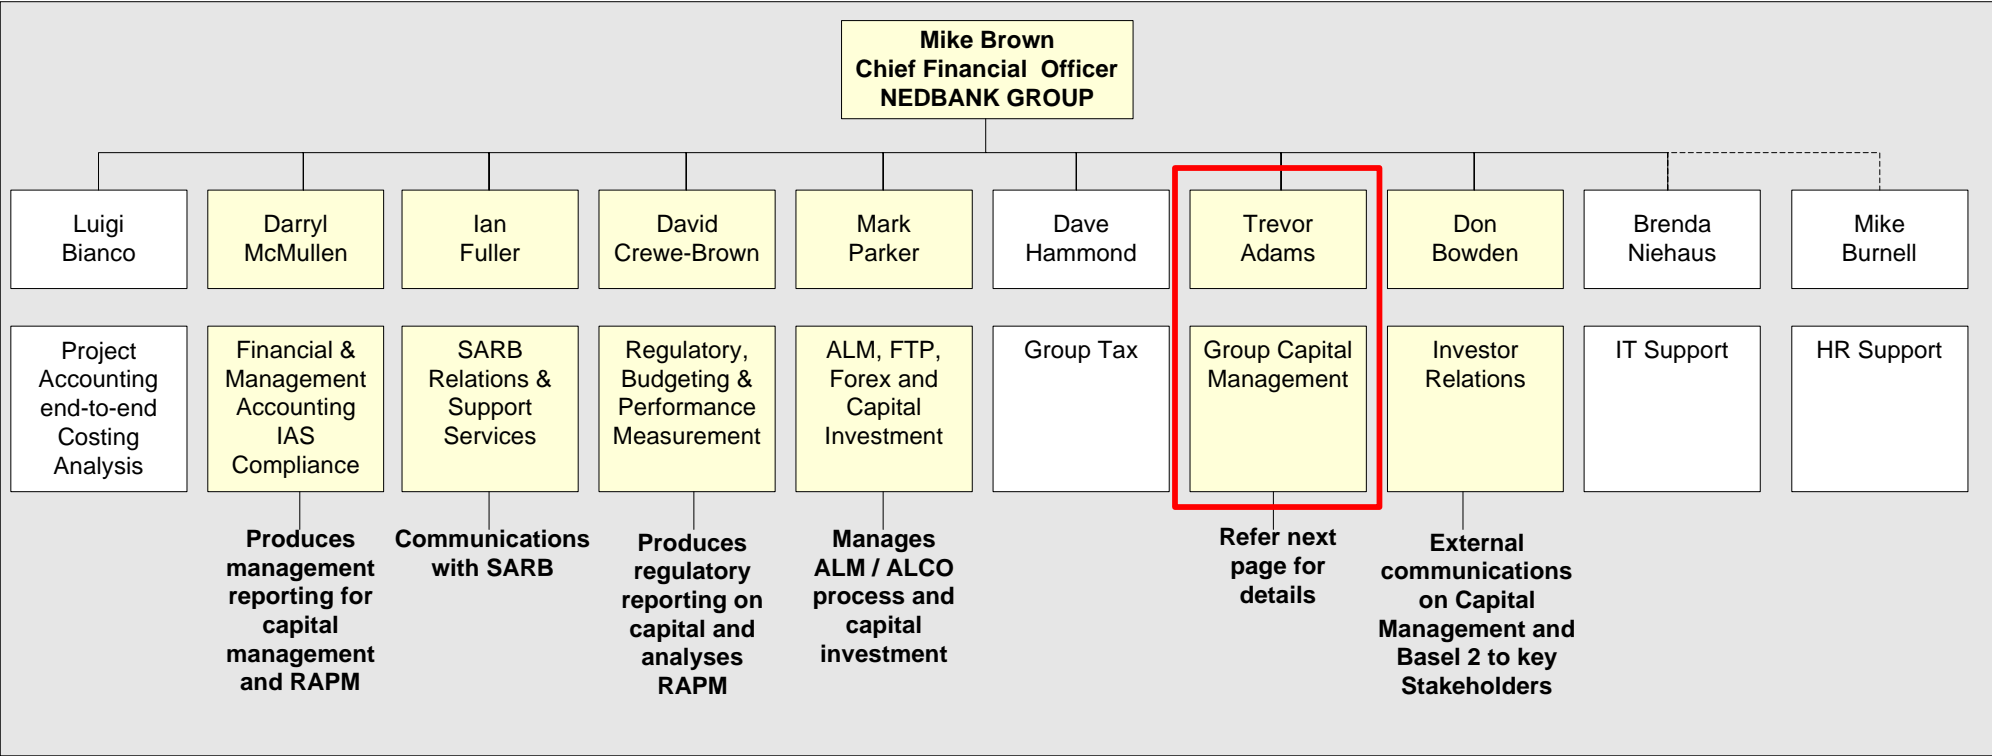 Mike Brown
Chief Financial Officer
NEDBANK GROUP
Luigi
Bianco
Darryl
McMullen
Ian
Fuller
David
Crewe-Brown
Mark
Parker
Dave
Hammond
Trevor
Adams
Don
Bowden
Brenda
Niehaus
Mike
Burnell
Project
Accounting
end-to-end
Costing
Analysis
Financial &
Management
Accounting
IAS
Compliance
SARB
Relations &
Support
Services
Regulatory,
Budgeting &
Performance
Measurement
ALM, FTP,
Forex and
Capital
Investment
Group Tax
Group Capital
Management
Investor
Relations
IT Support
HR Support
Produces
management
reporting for
capital
management
and RAPM
Communications
with SARB
Produces
regulatory
reporting on
capital and
analyses
RAPM
Manages
ALM / ALCO
process and
capital
investment
Refer next
page for
details
External
communications
on Capital
Management and
Basel 2 to key
Stakeholders